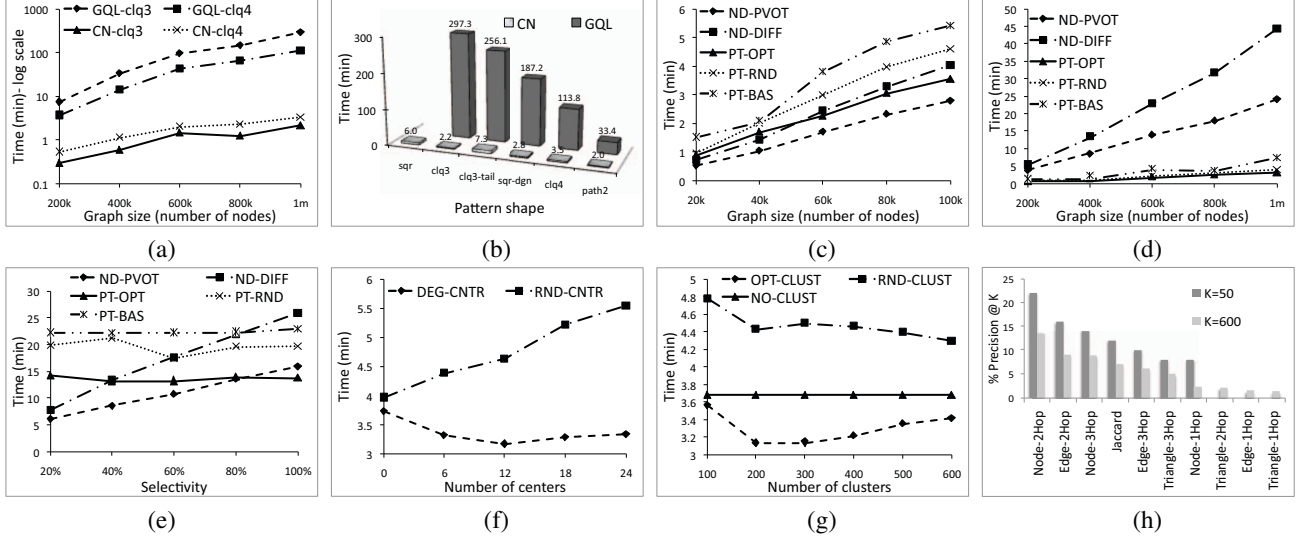 GQL-clq3 GQL-clq4
CN-clq3 CN-clq4
1000
100
10
1
0.1
Time (min)- log scale
200k 400k 600k 800k 1m
Graph size (number of nodes)
(a)
CN GQL
300
200
100
0
Time (min)
297.3
256.1
187.2
113.8
33.4
6.0 2.2 7.3 2.8 3.5 2.0
sqr clq3 clq3-tail sqr-dgn clq4 path2
Pattern shape
(b)
ND-PVOT
ND-DIFF
PT-OPT
PT-RND
PT-BAS
6
5
4
3
2
1
0
Time (min)
20k 40k 60k 80k 100k
Graph size (number of nodes)
(c)
ND-PVOT
ND-DIFF
PT-OPT
PT-RND
PT-BAS
50
45
40
35
30
25
20
15
10
5
0
Time (min)
200k 400k 600k 800k 1m
Graph size (number of nodes)
(d)
ND-PVOT ND-DIFF
PT-OPT PT-RND
PT-BAS
30
25
20
15
10
5
0
Time (min)
20% 40% 60% 80% 100%
Selectivity
(e)
DEG-CNTR RND-CNTR
6
5.5
5
4.5
4
3.5
3
Time (min)
0 6 12 18 24
Number of centers
(f)
OPT-CLUST RND-CLUST
NO-CLUST
5
4.8
4.6
4.4
4.2
4
3.8
3.6
3.4
3.2
3
Time (min)
100 200 300 400 500 600
Number of clusters
(g)
K=50
K=600
25
20
15
10
5
0
% Precision @ K
Node-2Hop
Edge-2Hop
Node-3Hop
Jaccard
Edge-3Hop
Triangle-3Hop
Node-1Hop
Triangle-2Hop
Edge-1Hop
Triangle-1Hop
(h)